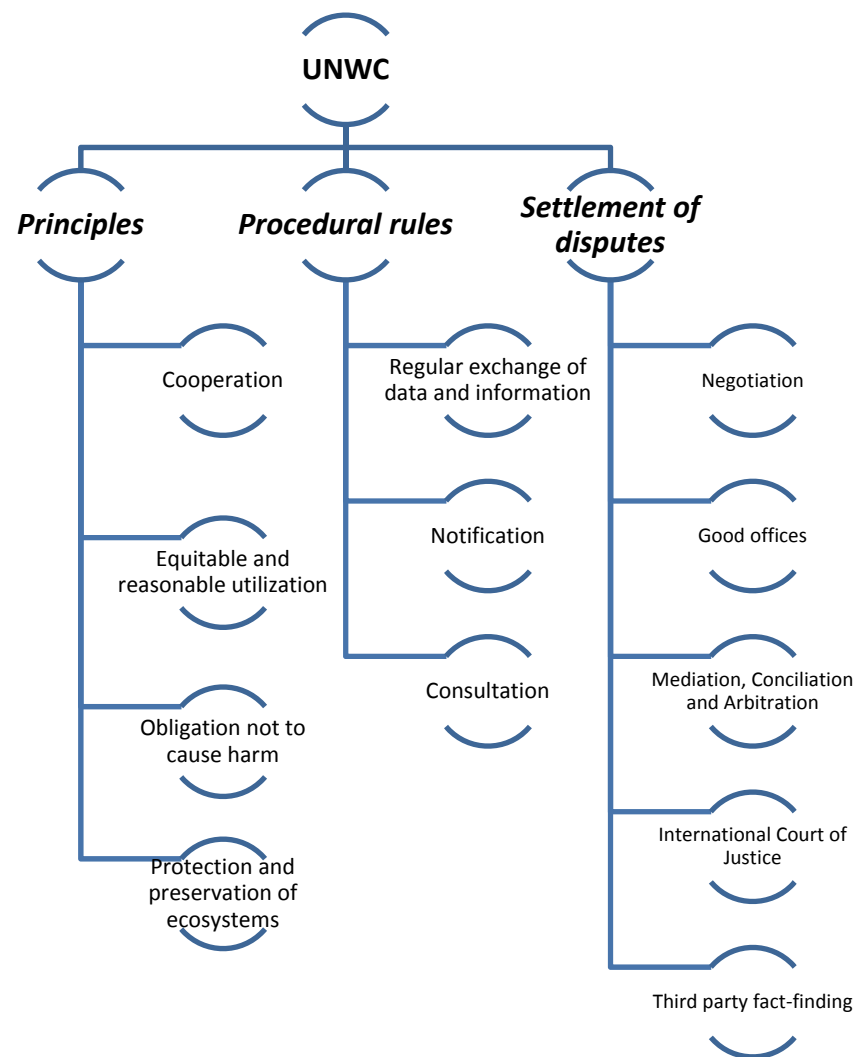 UNWC
Principles
Procedural rules
Settlement of
disputes
Cooperation
Equitable and
reasonable utilization
Obligation not to
cause harm
Protection and
preservation of
ecosystems
Regular exchange of
data and information
Notification
Consultation
Negotiation
Good offices
Mediation, Conciliation
and Arbitration
International Court of
Justice
Third party fact-finding